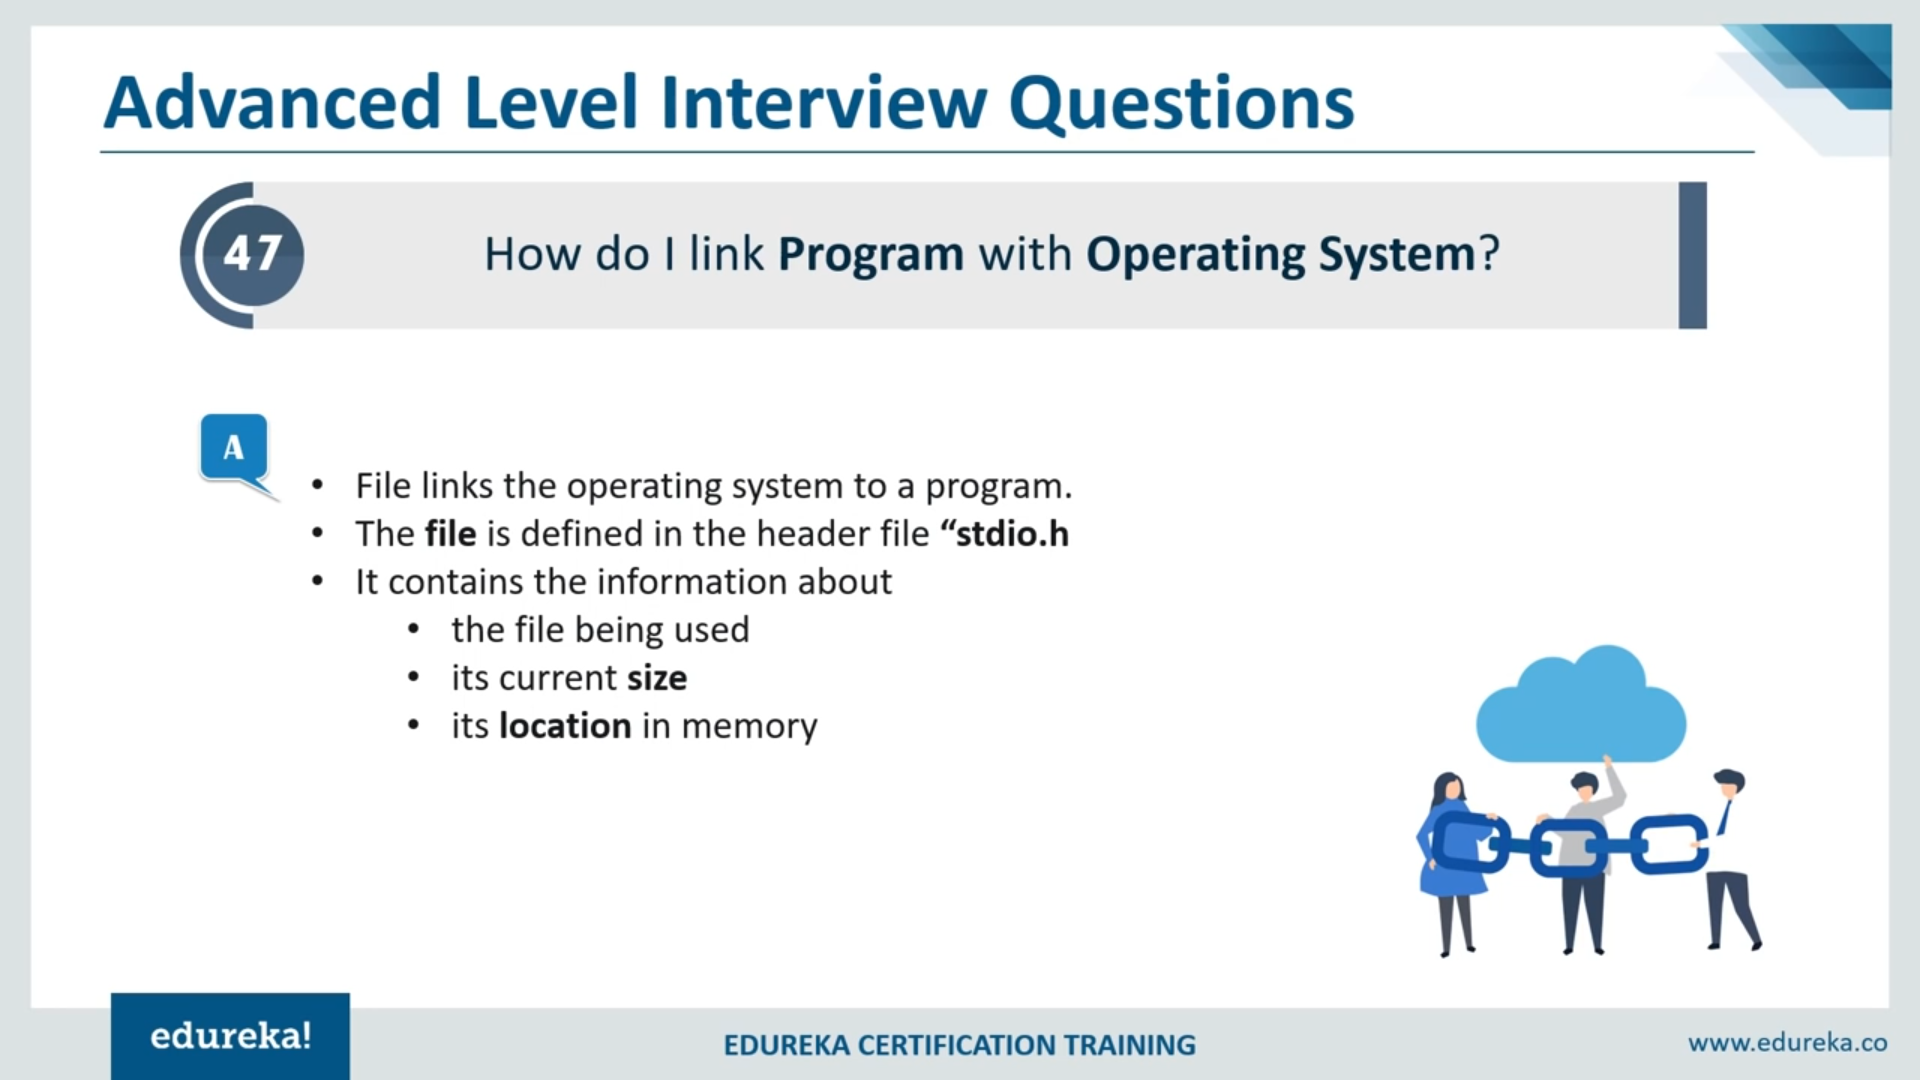 Advanced Level Interview Questions
47
How do I link Program with Operating System?
A
• File links the operating system to a program.
• The file is defined in the header file “stdio.h
• It contains the information about
• the file being used
• its current size
• its location in memory
edureka!
EDUREKA CERTIFICATION TRAINING
www.edureka.co